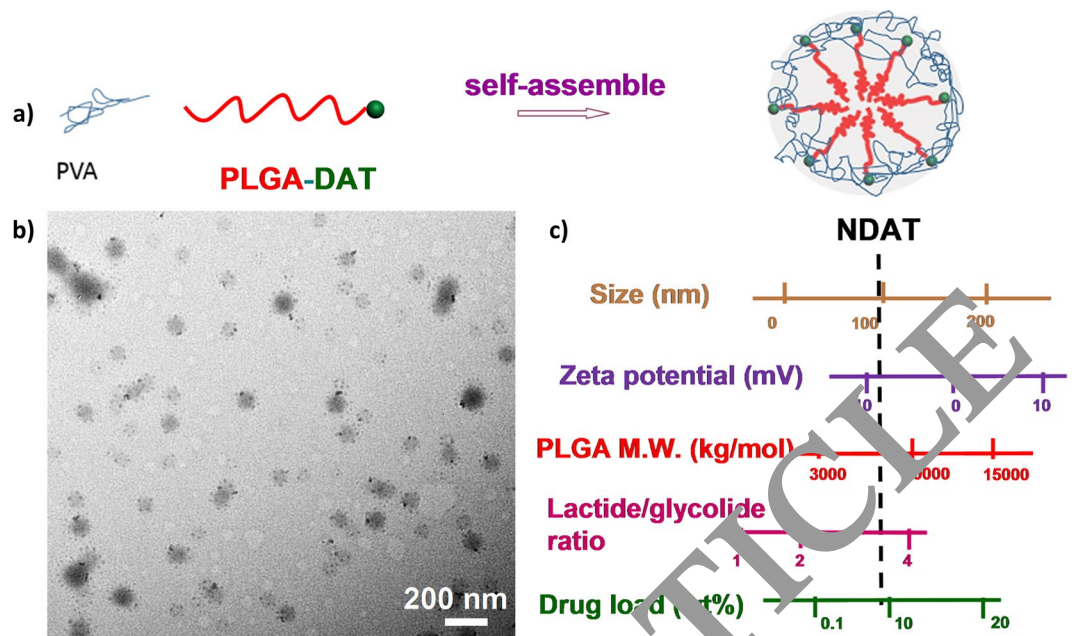 self-assemble
a)
PVA
PLGA-DAT
b)
c)
NDAT
Size (nm)
0
100
200
Zeta potential (mV)
0
10
PLGA M.W. (kg/mol)
3000
15000
Lactide/glycolide
ratio
1
2
4
Drug load
0.1
10
20
200 nm
TICLE